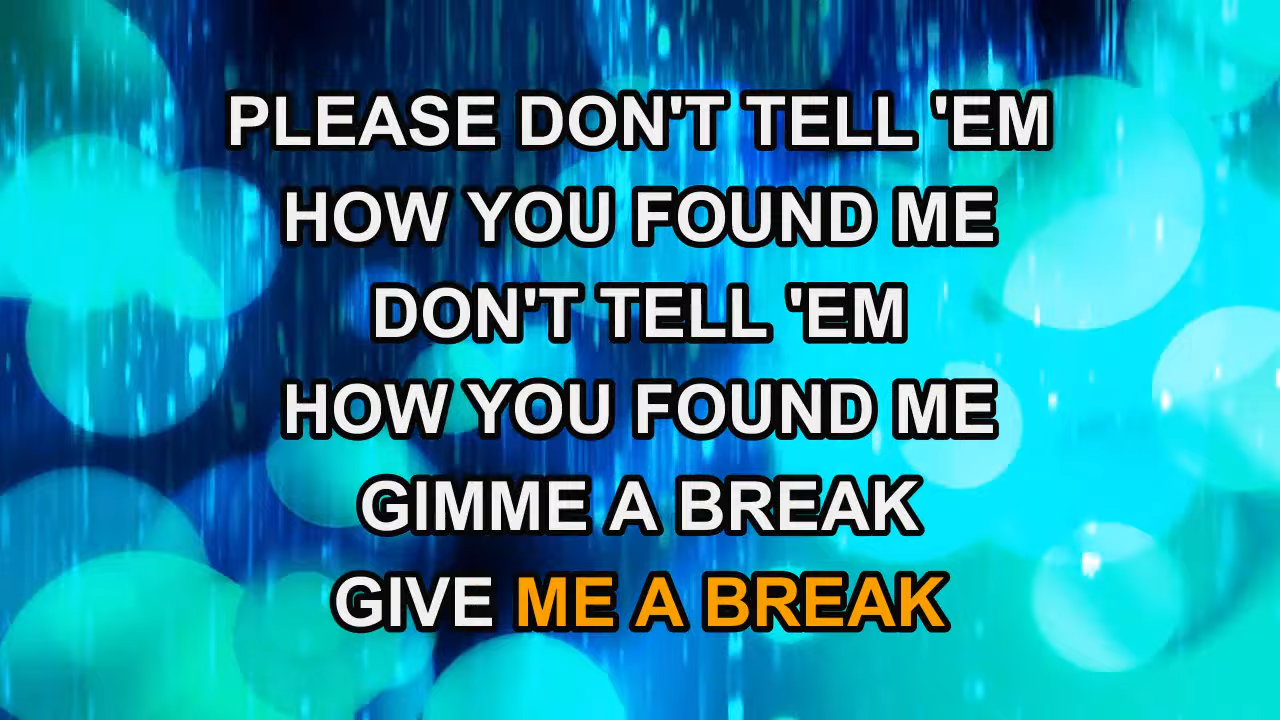 PLEASE DON'T TELL 'EM
HOW YOU FOUND ME
DON'T TELL 'EM
HOW YOU FOUND ME
GIMME A BREAK
GIVE ME A BREAK